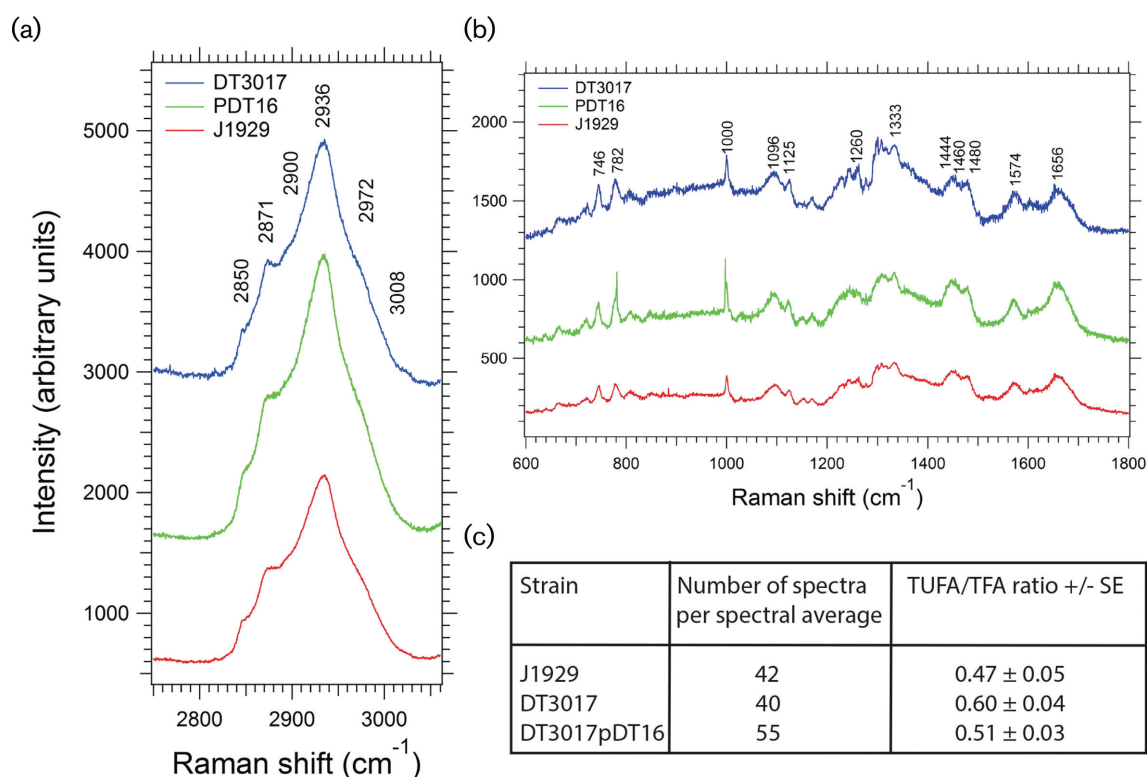 (a)
DT3017
PDT16
J1929
2850
2871
2900
2936
2972
3008
5000
4000
3000
2000
1000
Intensity (arbitrary units)
2800 2900 3000
Raman shift (cm⁻¹)
(b)
DT3017
PDT16
J1929
746
782
1000
1096
1125
1260
1333
1444
1460
1480
1574
1656
2000
1500
1000
500
600 800 1000 1200 1400 1600 1800
Raman shift (cm⁻¹)
(c)
Strain Number of spectra TUFA/TFA ratio +/- SE
per spectral average
J1929 42 0.47 ± 0.05
DT3017 40 0.60 ± 0.04
DT3017pDT16 55 0.51 ± 0.03